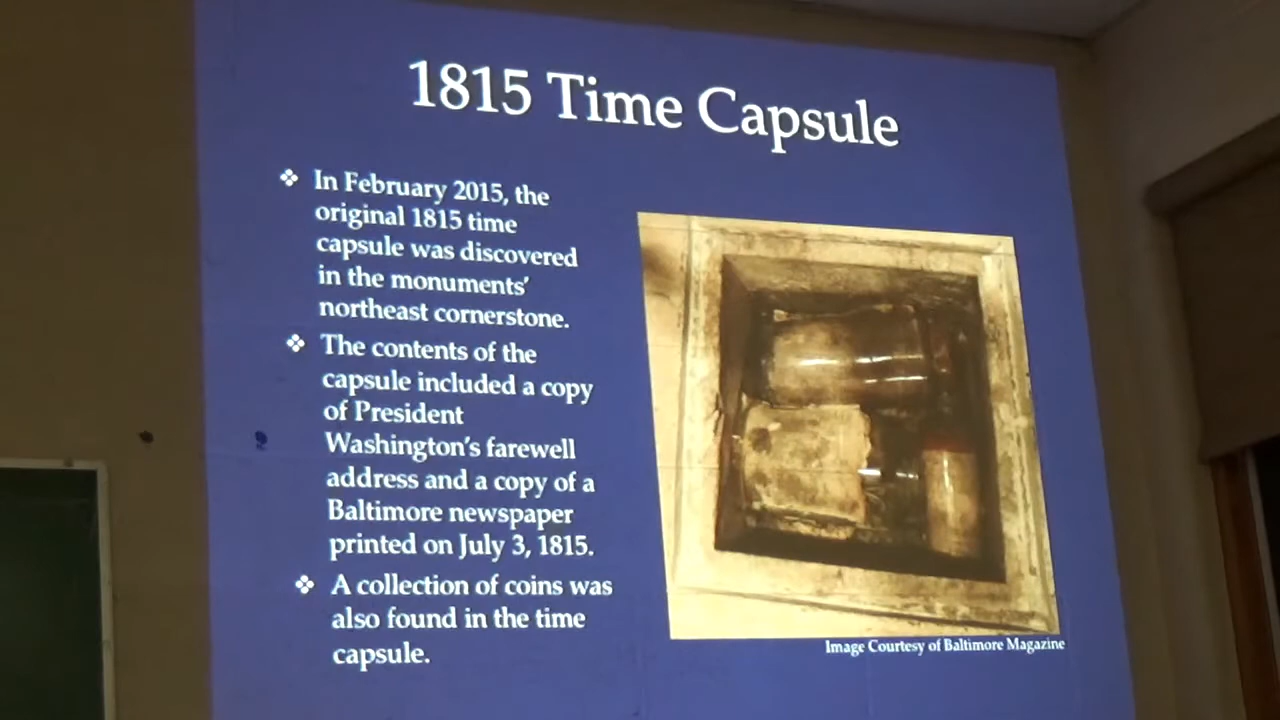 1815 Time Capsule
❖ In February 2015, the
original 1815 time
capsule was discovered
in the monuments’
northeast cornerstone.
❖ The contents of the
capsule included a copy
of President
Washington’s farewell
address and a copy of a
Baltimore newspaper
printed on July 3, 1815.
❖ A collection of coins was
also found in the time
capsule.
Image Courtesy of Baltimore Magazine